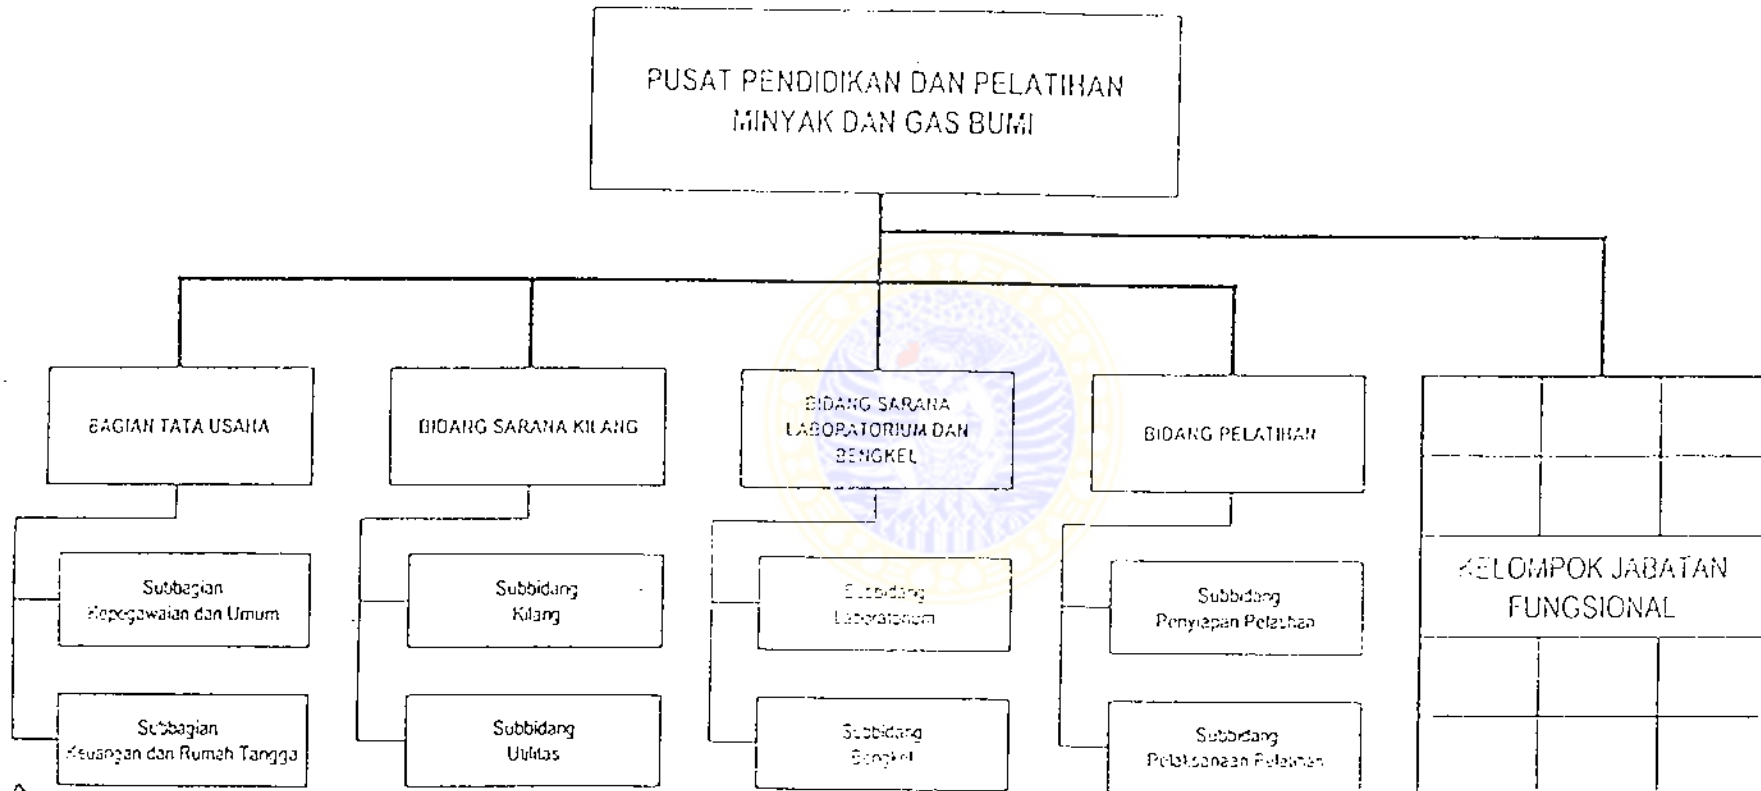 PUSAT PENDIDIKAN DAN PELATIHAN
MINYAK DAN GAS BUMI
BAGIAN TATA USAHA
BIDANG SARANA KILANG
BIDANG SARANA
LABORATORIUM DAN
BENGKEL
BIDANG PELATIHAN
Subbagian
Kepegawaian dan Umum
Subbidang
Kilang
Subbidang
Laboratorium
Subbidang
Penyiapan Pelatihan
KELOMPOK JABATAN
FUNGSIONAL
Subbagian
Keuangan dan Rumah Tangga
Subbidang
Utilitas
Subbidang
Bengkel
Subbidang
Pelaksanaan Pelatihan